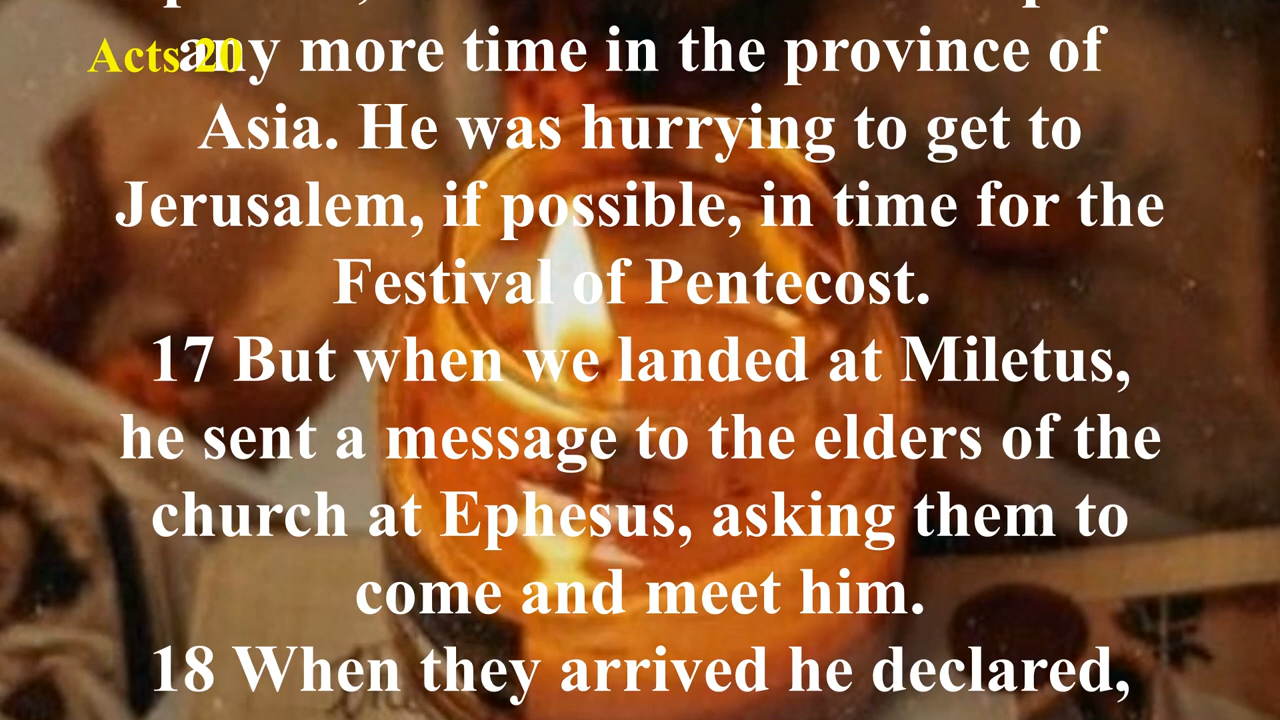 Acts 20
any more time in the province of
Asia. He was hurrying to get to
Jerusalem, if possible, in time for the
Festival of Pentecost.
17 But when we landed at Miletus,
he sent a message to the elders of the
church at Ephesus, asking them to
come and meet him.
18 When they arrived he declared,